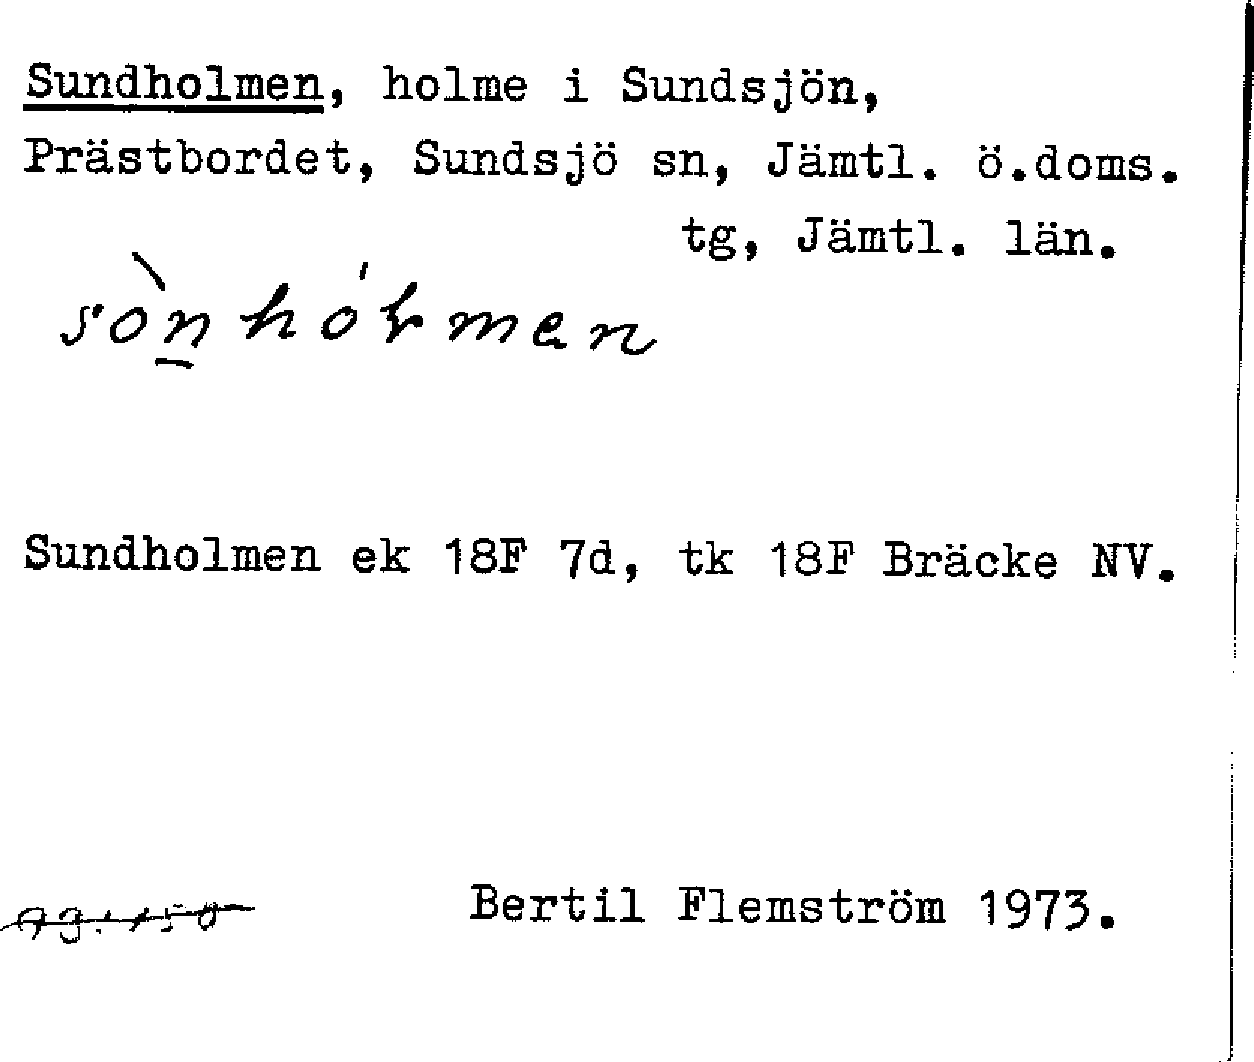 Sundholmen, holme i Sundsjön,
Prästbordet, Sundsjö sn, Jämtl. ö.doms.
tg, Jämtl. län.
Sundholmen ek 18F 7d, tk 18F Bräcke NV.
Bertil Flemström 1973.